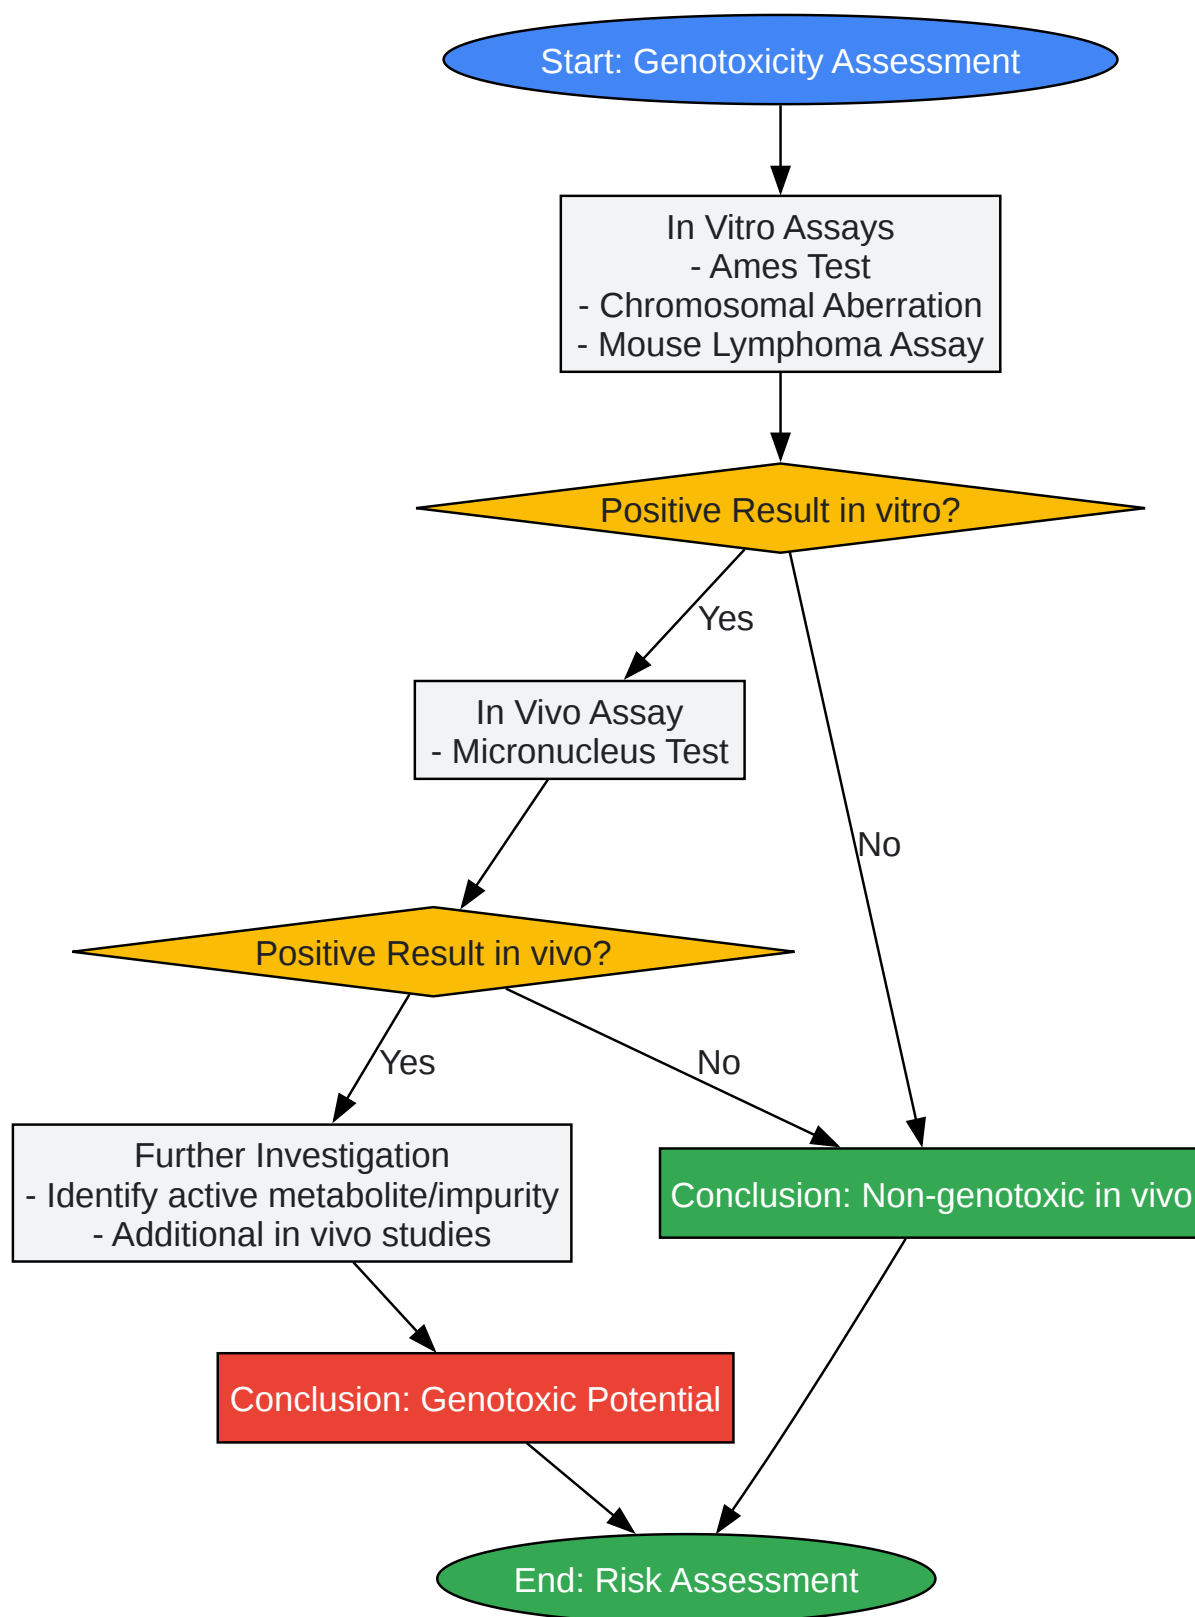 Start: Genotoxicity Assessment
In Vitro Assays
- Ames Test
- Chromosomal Aberration
- Mouse Lymphoma Assay
Positive Result in vitro?
Yes
In Vivo Assay
- Micronucleus Test
No
Positive Result in vivo?
Yes
No
Further Investigation
- Identify active metabolite/impurity
- Additional in vivo studies
Conclusion: Non-genotoxic in vivo
Conclusion: Genotoxic Potential
End: Risk Assessment